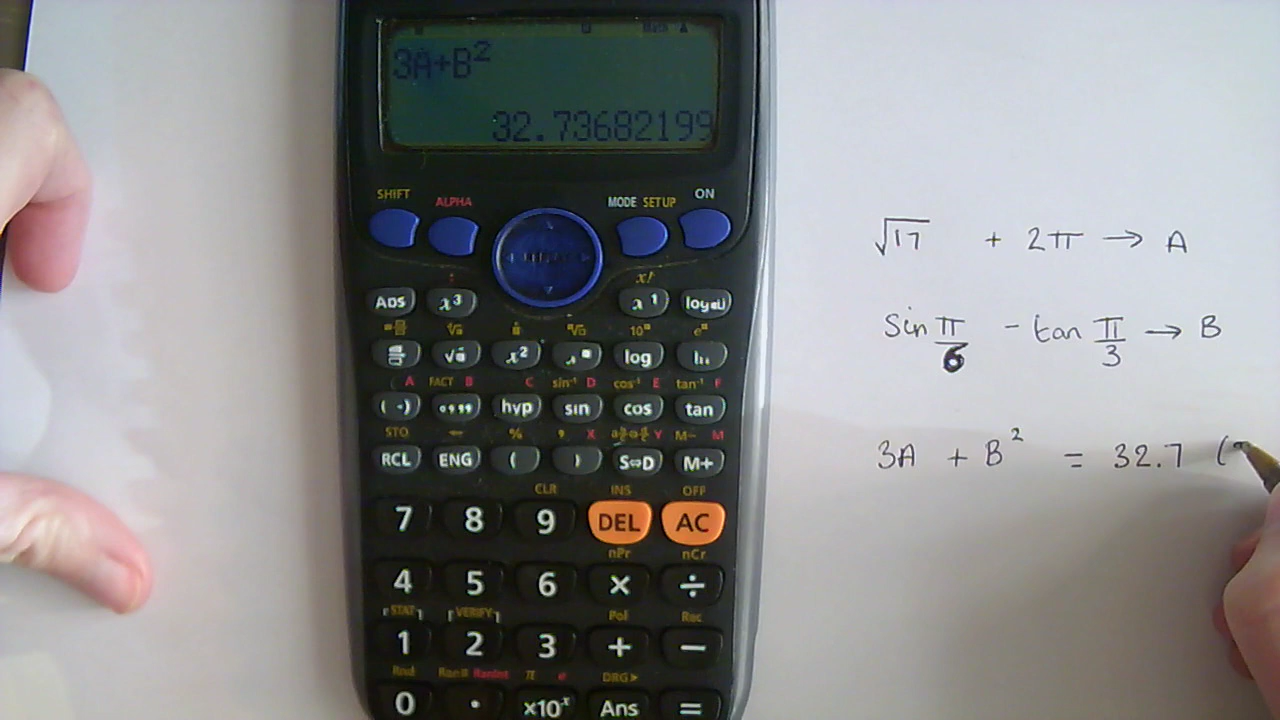 3A+B²
32.73682199
SHIFT ALPHA MODE SETUP ON
√17 + 2π → A
x!
Abs x³ x⁻¹
10 e
√ x² log
sin π/6 - tan π/3 → B
A FACT B C sin⁻¹ D cos⁻¹ E tan⁻¹ F
(-) hyp sin cos tan
STO % X Y M- M
RCL ENG ( ) S⇔D M+
3A + B² = 32.7 (
CLR INS OFF
7 8 9 DEL AC
nPr nCr
4 5 6 × ÷
STAT VERIFY Pol Rec
1 2 3 + −
Rnd Ran# RanInt π e DRG▸
0 . ×10ˣ Ans =